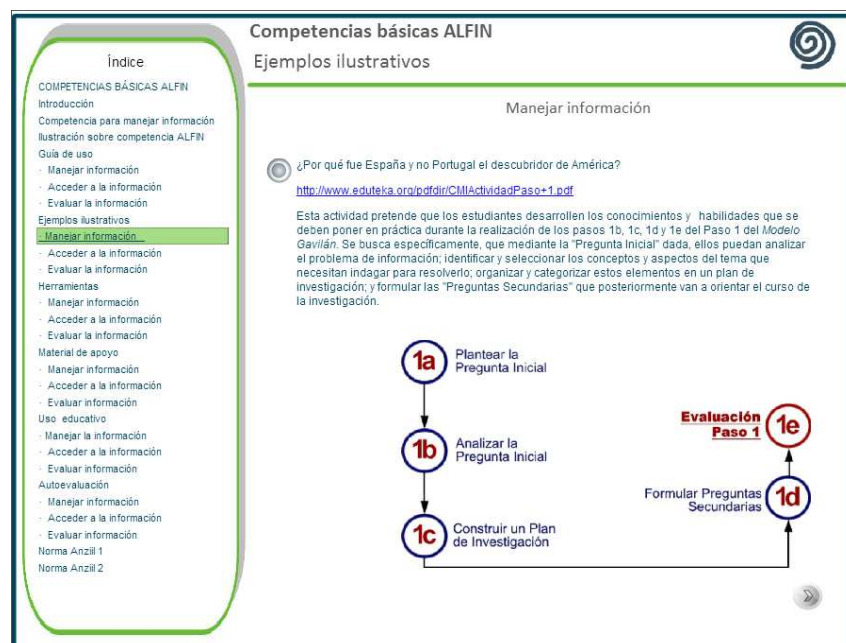 Competencias básicas ALFIN
Ejemplos ilustrativos
Índice
COMPETENCIAS BÁSICAS ALFIN
Introducción
Competencia para manejar información
Ilustración sobre competencia ALFIN
Guía de uso
· Manejar información
· Acceder a la información
· Evaluar la información
Ejemplos ilustrativos
· Manejar información
· Acceder a la información
· Evaluar la información
Herramientas
· Manejar información
· Acceder a la información
· Evaluar la información
Material de apoyo
· Manejar información
· Acceder a la información
· Evaluar información
Uso educativo
· Manejar la información
· Acceder a la información
· Evaluar información
Autoevaluación
· Manejar información
· Acceder a la información
· Evaluar información
Norma Anziil 1
Norma Anziil 2
Manejar información
¿Por qué fue España y no Portugal el descubridor de América?
http://www.eduteka.org/pdfdir/CMIActividadPaso+1.pdf
Esta actividad pretende que los estudiantes desarrollen los conocimientos y habilidades que se
deben poner en práctica durante la realización de los pasos 1b, 1c, 1d y 1e del Paso 1 del Modelo
Gavilán. Se busca específicamente, que mediante la "Pregunta Inicial" dada, ellos puedan analizar
el problema de información; identificar y seleccionar los conceptos y aspectos del tema que
necesitan indagar para resolverlo; organizar y categorizar estos elementos en un plan de
investigación; y formular las "Preguntas Secundarias" que posteriormente van a orientar el curso de
la investigación.
1a
Plantear la
Pregunta Inicial
1b
Analizar la
Pregunta Inicial
1c
Construir un Plan
de Investigación
Formular Preguntas
Secundarias
1d
Evaluación
Paso 1
1e